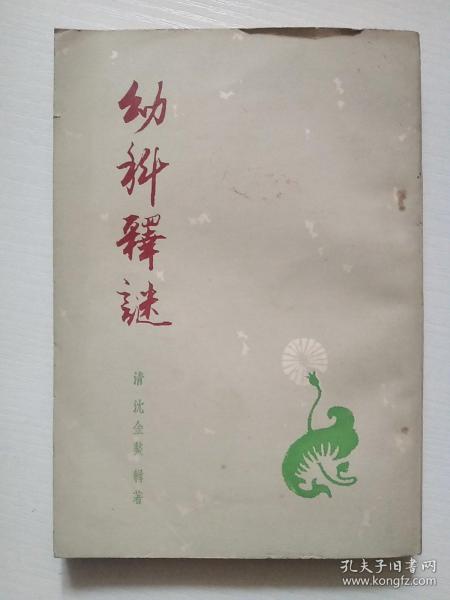 幼科釋謎
清 沈金鰲 輯著
孔夫子旧书网
www.kongfz.com